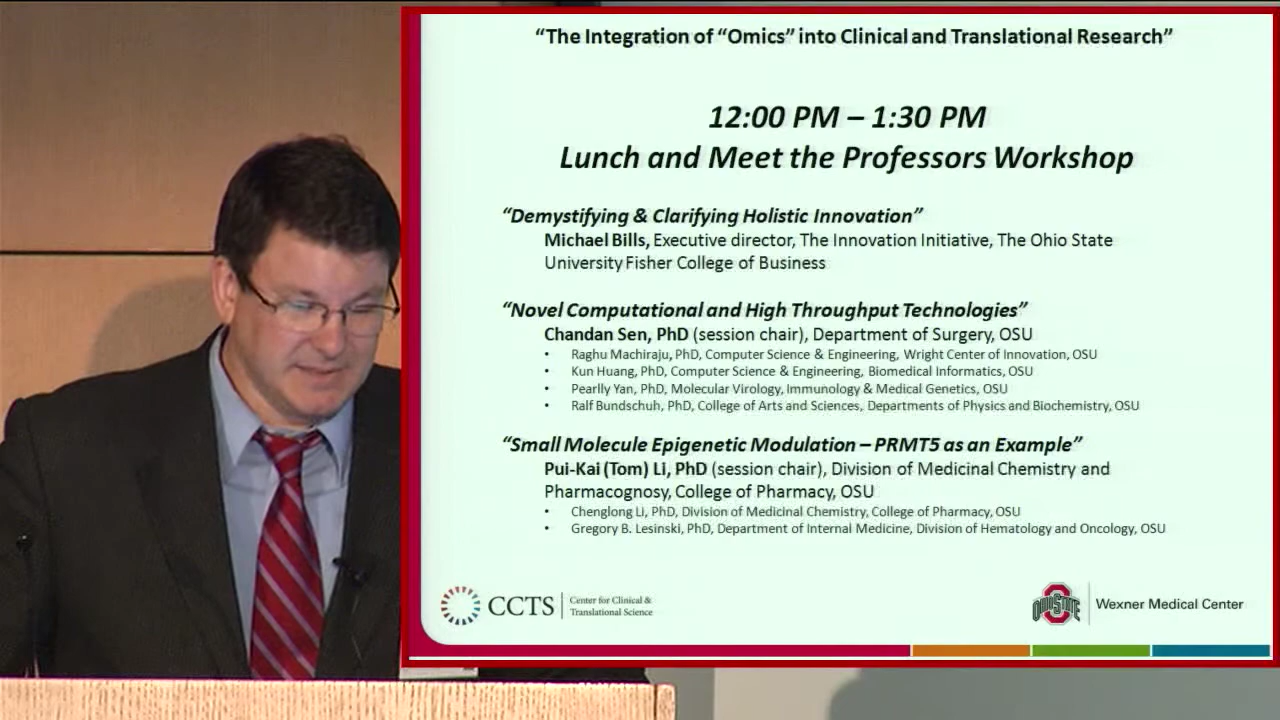 “The Integration of “Omics” into Clinical and Translational Research”
12:00 PM – 1:30 PM
Lunch and Meet the Professors Workshop
“Demystifying & Clarifying Holistic Innovation”
Michael Bills, Executive director, The Innovation Initiative, The Ohio State
University Fisher College of Business
“Novel Computational and High Throughput Technologies”
Chandan Sen, PhD (session chair), Department of Surgery, OSU
• Raghu Machiraju, PhD, Computer Science & Engineering, Wright Center of Innovation, OSU
• Kun Huang, PhD, Computer Science & Engineering, Biomedical Informatics, OSU
• Pearlly Yan, PhD, Molecular Virology, Immunology & Medical Genetics, OSU
• Ralf Bundschuh, PhD, College of Arts and Sciences, Departments of Physics and Biochemistry, OSU
“Small Molecule Epigenetic Modulation – PRMT5 as an Example”
Pui-Kai (Tom) Li, PhD (session chair), Division of Medicinal Chemistry and
Pharmacognosy, College of Pharmacy, OSU
• Chenglong Li, PhD, Division of Medicinal Chemistry, College of Pharmacy, OSU
• Gregory B. Lesinski, PhD, Department of Internal Medicine, Division of Hematology and Oncology, OSU
CCTS
Center for Clinical &
Translational Science
OHIO STATE
Wexner Medical Center